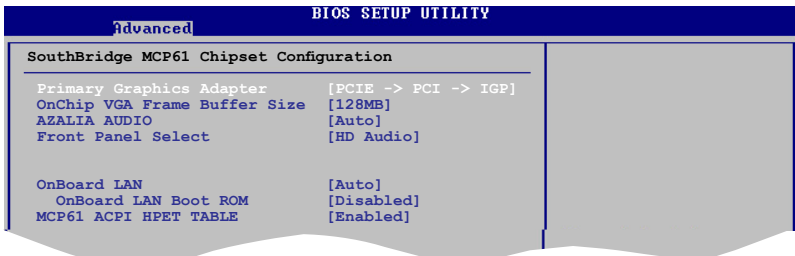 BIOS SETUP UTILITY
Advanced
SouthBridge MCP61 Chipset Configuration
Primary Graphics Adapter [PCIE -> PCI -> IGP]
OnChip VGA Frame Buffer Size [128MB]
AZALIA AUDIO [Auto]
Front Panel Select [HD Audio]
OnBoard LAN [Auto]
OnBoard LAN Boot ROM [Disabled]
MCP61 ACPI HPET TABLE [Enabled]